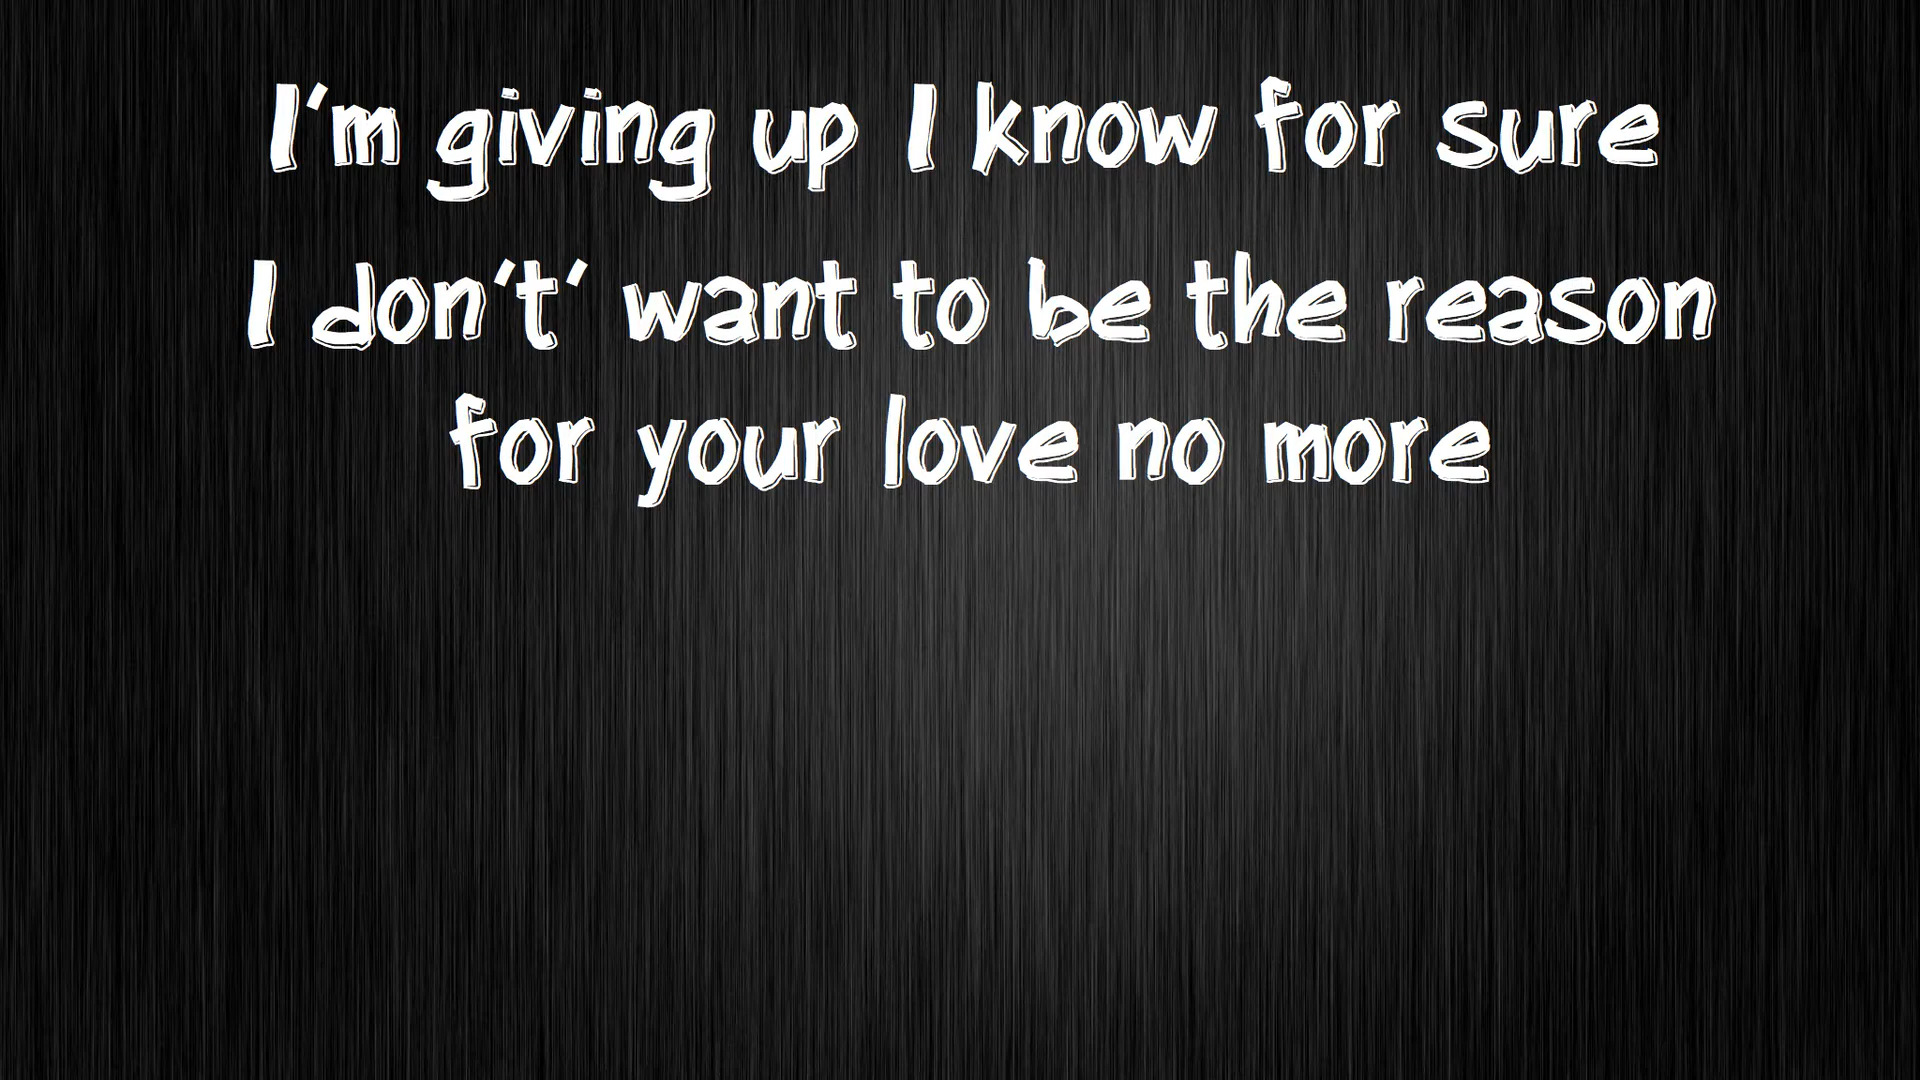 I'm giving up I know for sure
I don't' want to be the reason
for your love no more